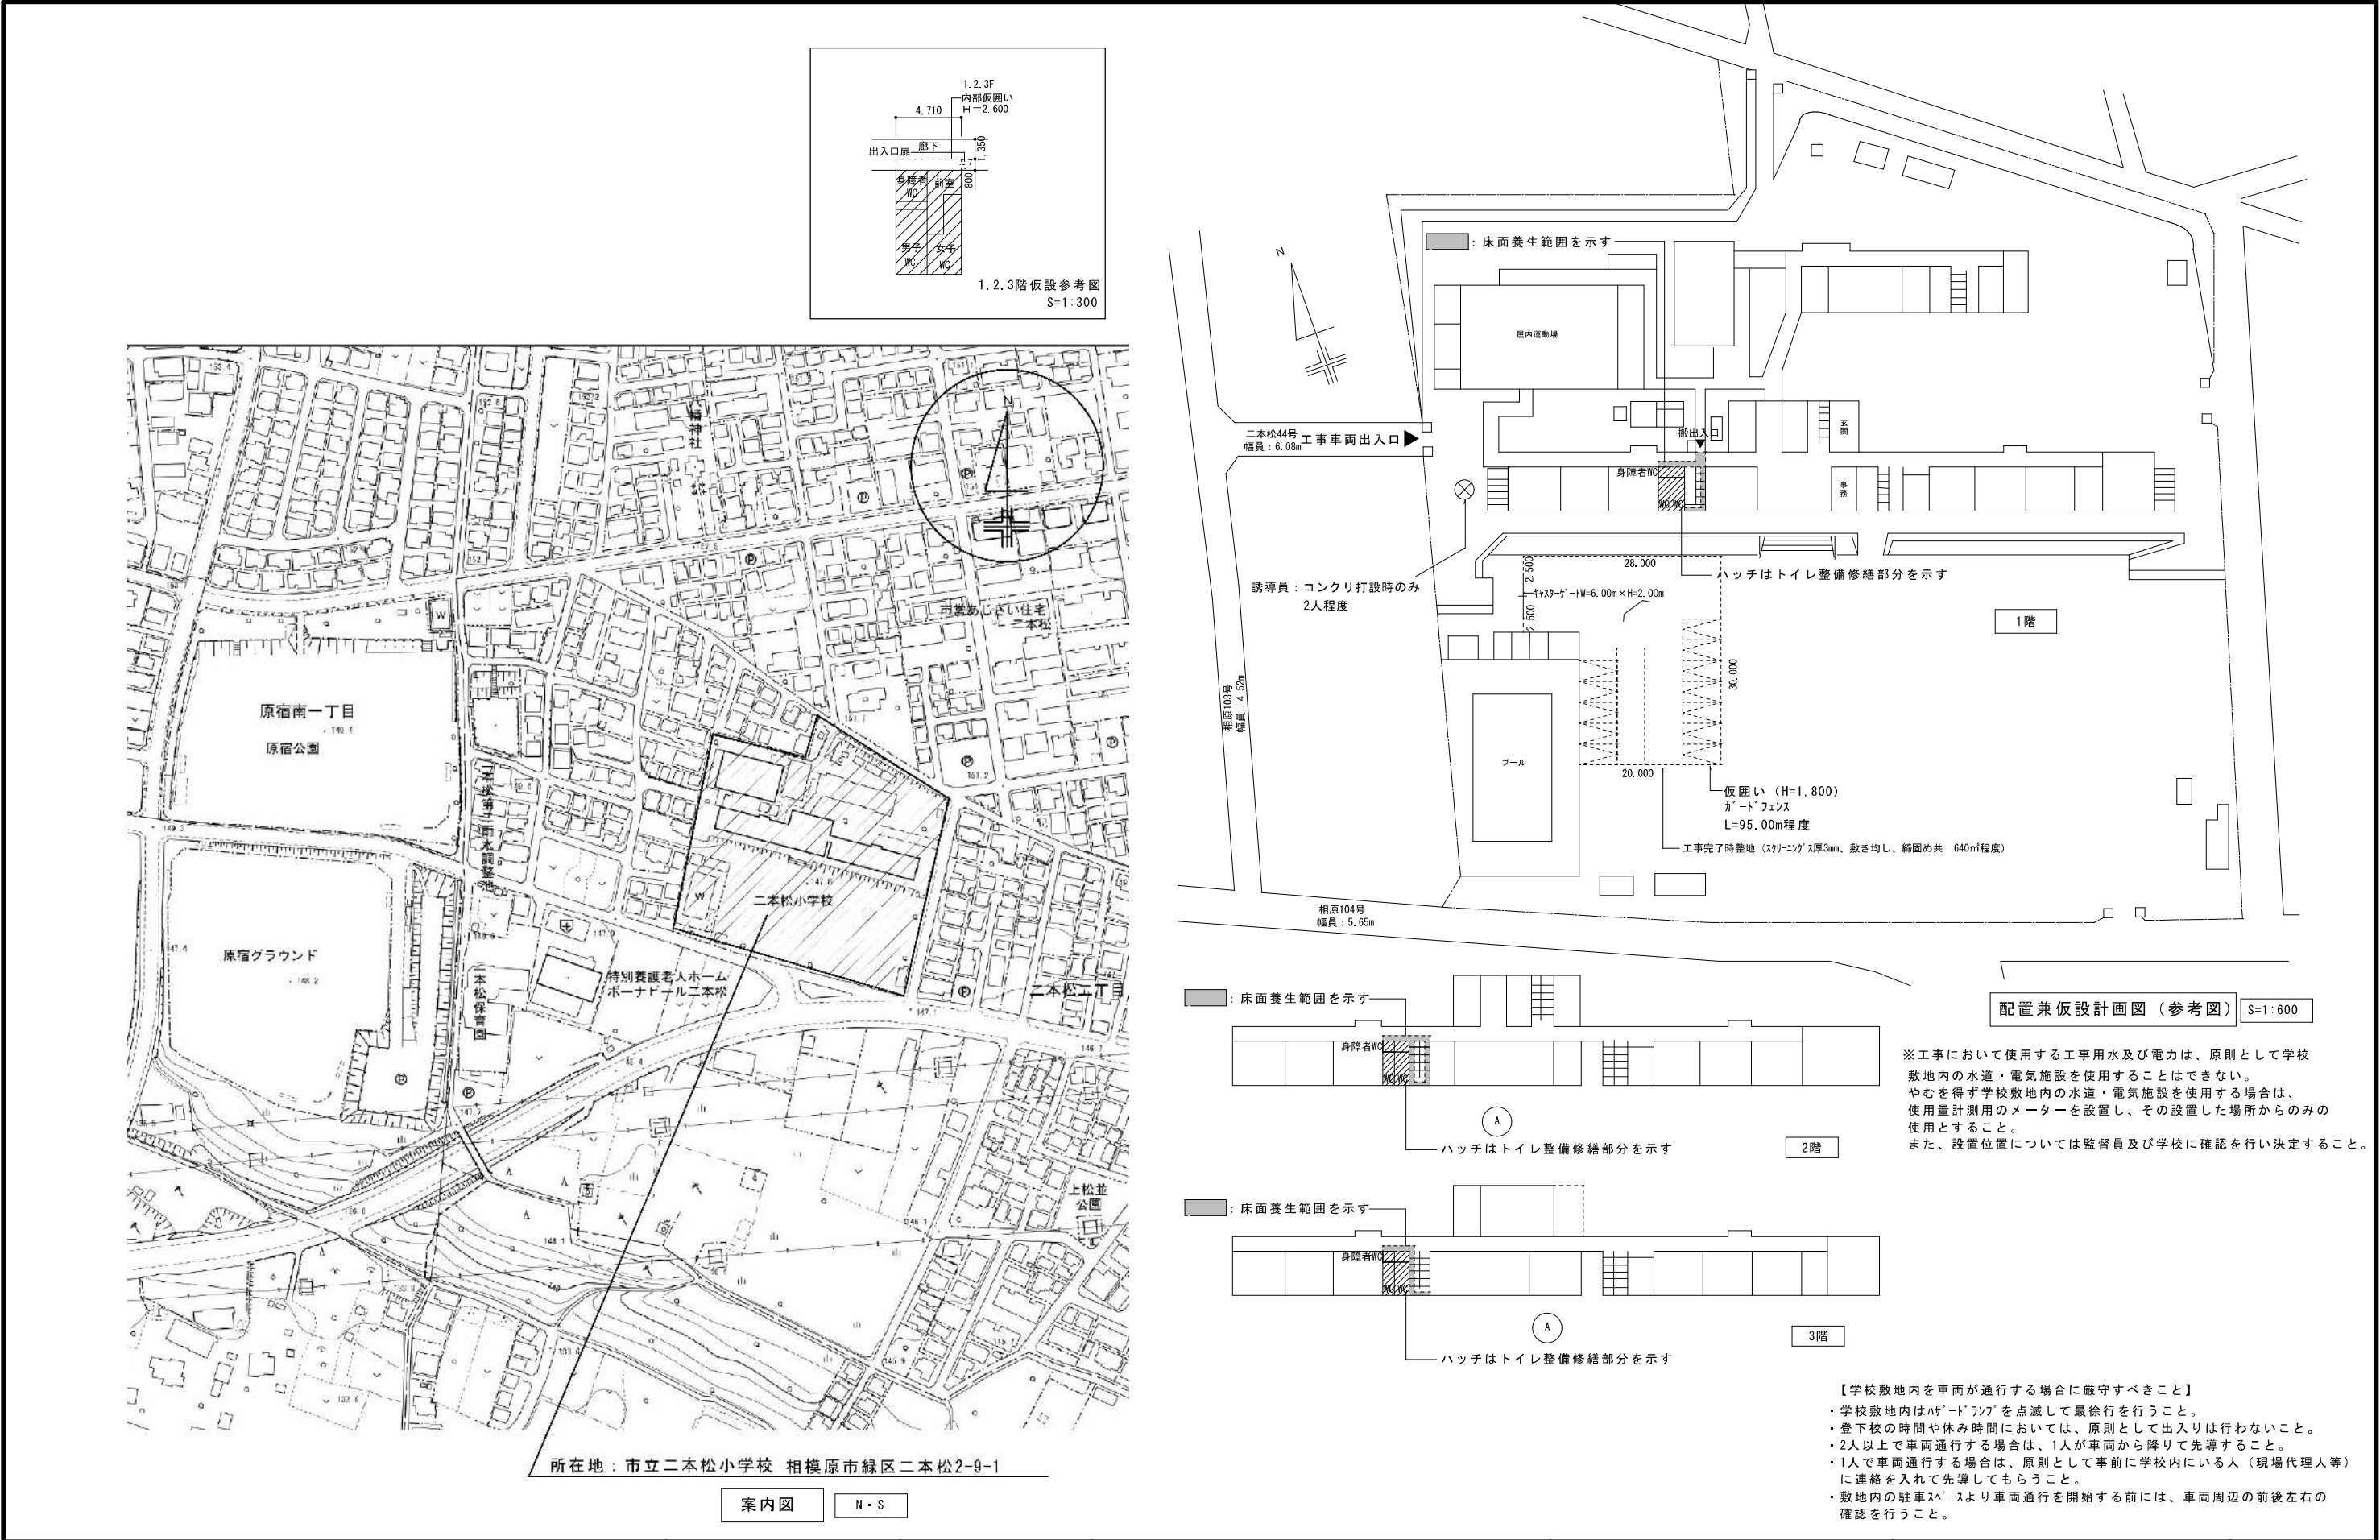 1.2.3F
内部仮囲い
H=2.600
4.710
1.350
出入口扉
廊下
800
身障者
WC
前室
男子
WC
女子
WC
1.2.3階仮設参考図
S=1:300
八幡神社
市営あじさい住宅
二本松
原宿南一丁目
原宿公園
二本松小学校
原宿グラウンド
二本松保育園
特別養護老人ホーム
ボーナドール二本松
二本松二丁目
上松並
公園
N
所在地：市立二本松小学校 相模原市緑区二本松2-9-1
案内図
N・S
N
：床面養生範囲を示す
屋内運動場
玄関
搬出入口
二本松44号
幅員：6.08m
工事車両出入口
身障者WC
WC WC
事務
誘導員：コンクリ打設時のみ
2人程度
28.000
2.500
2.500
ハッチはトイレ整備修繕部分を示す
キャスターゲートW=6.00m×H=2.00m
1階
30.000
相原103号
幅員：4.52m
プール
20.000
仮囲い（H=1,800）
ガードフェンス
L=95.00m程度
工事完了時整地（スクリーニングス厚3mm、敷き均し、締固め共 640㎡程度）
相原104号
幅員：5.65m
：床面養生範囲を示す
身障者WC
WC WC
A
ハッチはトイレ整備修繕部分を示す
2階
：床面養生範囲を示す
身障者WC
WC WC
A
ハッチはトイレ整備修繕部分を示す
3階
配置兼仮設計画図（参考図）
S=1:600
※工事において使用する工事用水及び電力は、原則として学校
敷地内の水道・電気施設を使用することはできない。
やむを得ず学校敷地内の水道・電気施設を使用する場合は、
使用量計測用のメーターを設置し、その設置した場所からのみの
使用とすること。
また、設置位置については監督員及び学校に確認を行い決定すること。
【学校敷地内を車両が通行する場合に厳守すべきこと】
・学校敷地内はハザードランプを点滅して最徐行を行うこと。
・登下校の時間や休み時間においては、原則として出入りは行わないこと。
・2人以上で車両通行する場合は、1人が車両から降りて先導すること。
・1人で車両通行する場合は、原則として事前に学校内にいる人（現場代理人等）
に連絡を入れて先導してもらうこと。
・敷地内の駐車スペースより車両通行を開始する前には、車両周辺の前後左右の
確認を行うこと。